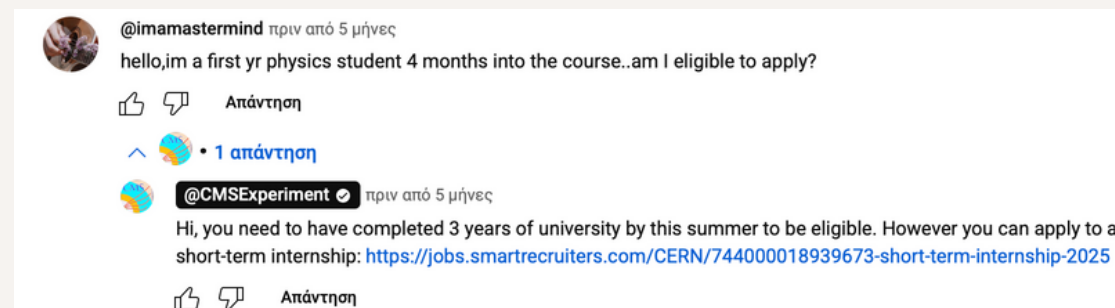 @imamastermind πριν από 5 μήνες
hello,im a first yr physics student 4 months into the course..am I eligible to apply?
Απάντηση
• 1 απάντηση
@CMSExperiment πριν από 5 μήνες
Hi, you need to have completed 3 years of university by this summer to be eligible. However you can apply to a
short-term internship: https://jobs.smartrecruiters.com/CERN/744000018939673-short-term-internship-2025
Απάντηση